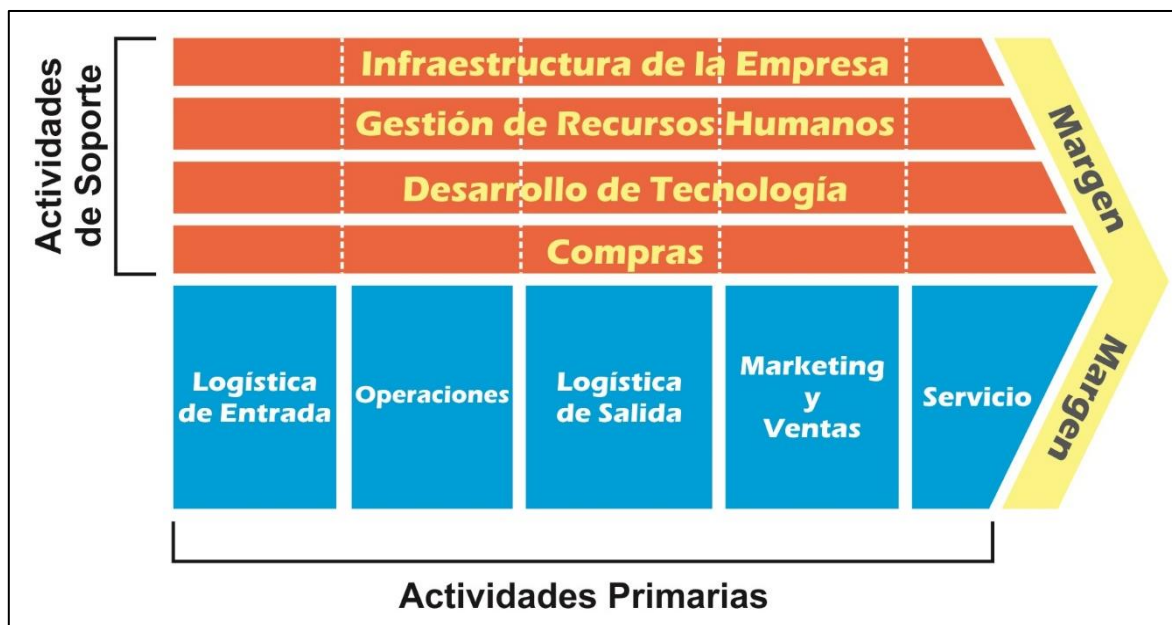 Actividades
de Soporte
Infraestructura de la Empresa
Gestión de Recursos Humanos
Desarrollo de Tecnología
Compras
Logística
de Entrada
Operaciones
Logística
de Salida
Marketing
y
Ventas
Servicio
Margen
Margen
Actividades Primarias